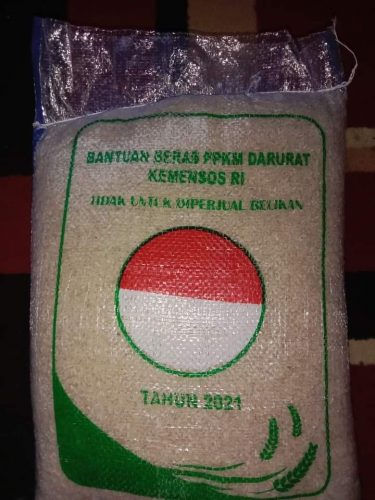 BANTUAN BERAS PPKM DARURAT
KEMENSOS RI
TIDAK UNTUK DIPERJUAL BELIKAN
TAHUN 2021